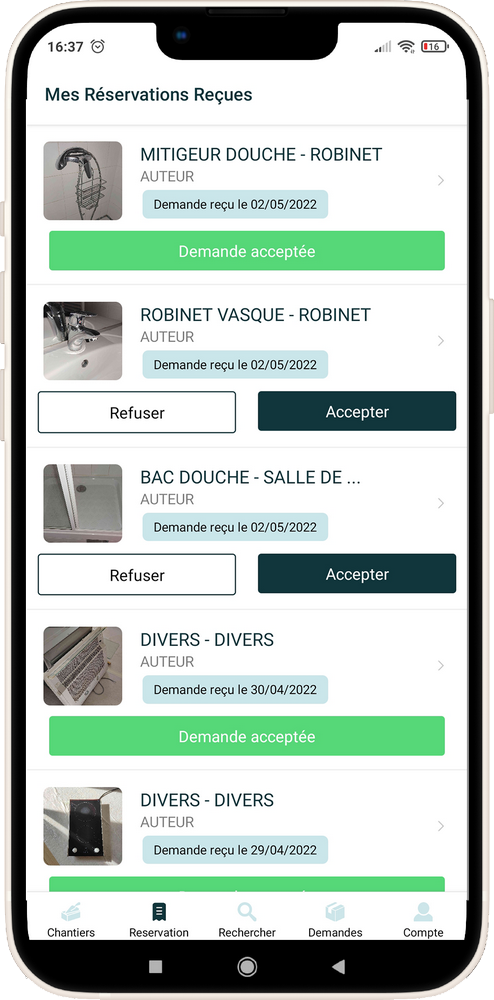 16:37
16
Mes Réservations Reçues
MITIGEUR DOUCHE - ROBINET
AUTEUR
Demande reçu le 02/05/2022
Demande acceptée
ROBINET VASQUE - ROBINET
AUTEUR
Demande reçu le 02/05/2022
Refuser
Accepter
BAC DOUCHE - SALLE DE ...
AUTEUR
Demande reçu le 02/05/2022
Refuser
Accepter
DIVERS - DIVERS
AUTEUR
Demande reçu le 30/04/2022
Demande acceptée
DIVERS - DIVERS
AUTEUR
Demande reçu le 29/04/2022
Chantiers
Reservation
Rechercher
Demandes
Compte